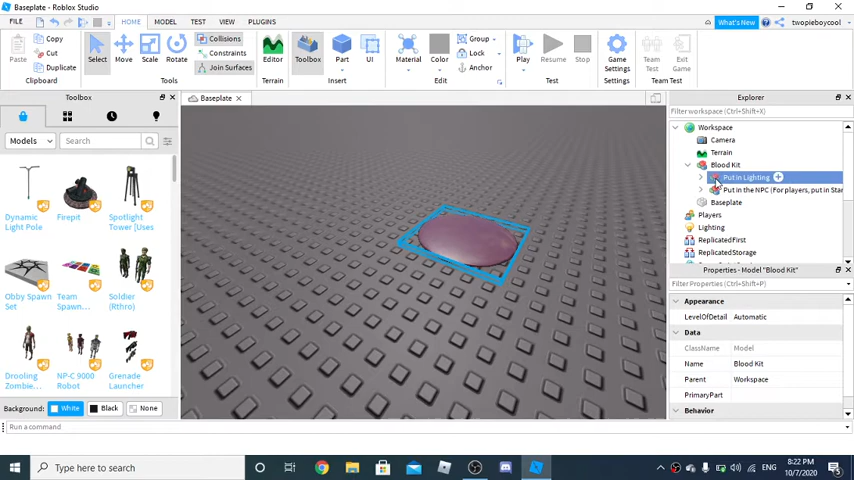 Baseplate - Roblox Studio
FILE HOME MODEL TEST VIEW PLUGINS What's New twopieboycool
Paste Copy Cut Duplicate Select Move Scale Rotate Collisions Constraints Join Surfaces Editor Toolbox Part UI Material Color Group Lock Anchor Play Resume Stop Game Settings Team Test Exit Game
Clipboard Tools Terrain Insert Edit Test Settings Team Test
Toolbox
Models Search
Dynamic Light Pole
Firepit
Spotlight Tower [Uses
Obby Spawn Set
Team Spawn...
Soldier (Rthro)
Drooling Zombie...
NP-C 9000 Robot
Grenade Launcher
Background: White Black None
Baseplate
Explorer
Filter workspace (Ctrl+Shift+X)
Workspace
Camera
Terrain
Blood Kit
Put in Lighting
Put in the NPC (For players, put in Star
Baseplate
Players
Lighting
ReplicatedFirst
ReplicatedStorage
Properties - Model "Blood Kit"
Filter Properties (Ctrl+Shift+P)
Appearance
LevelOfDetail Automatic
Data
ClassName Model
Name Blood Kit
Parent Workspace
PrimaryPart
Behavior
Run a command
Type here to search
ENG
8:22 PM
10/7/2020
5